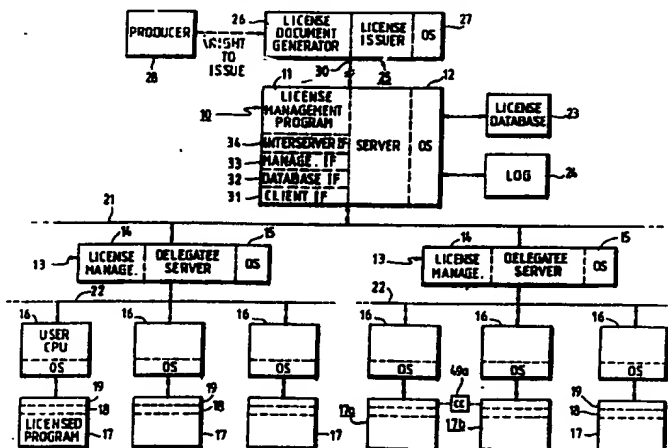 26
LICENSE DOCUMENT GENERATOR
LICENSE ISSUER
OS
27
PRODUCER
28
RIGHT TO ISSUE
30
25
11
12
10
LICENSE MANAGEMENT PROGRAM
SERVER
OS
LICENSE DATABASE
23
34
INTERSERVER IF
33
MANAGE. IF
32
DATABASE IF
31
CLIENT IF
LOG
24
21
14
15
14
15
13
LICENSE MANAGE.
DELEGATEE SERVER
OS
13
LICENSE MANAGE.
DELEGATEE SERVER
OS
22
22
16
16
16
16
16
16
USER CPU
OS
OS
OS
OS
OS
OS
19
18
LICENSED PROGRAM
17
19
18
17
17
17a
49a
CC
17b
19
18
17